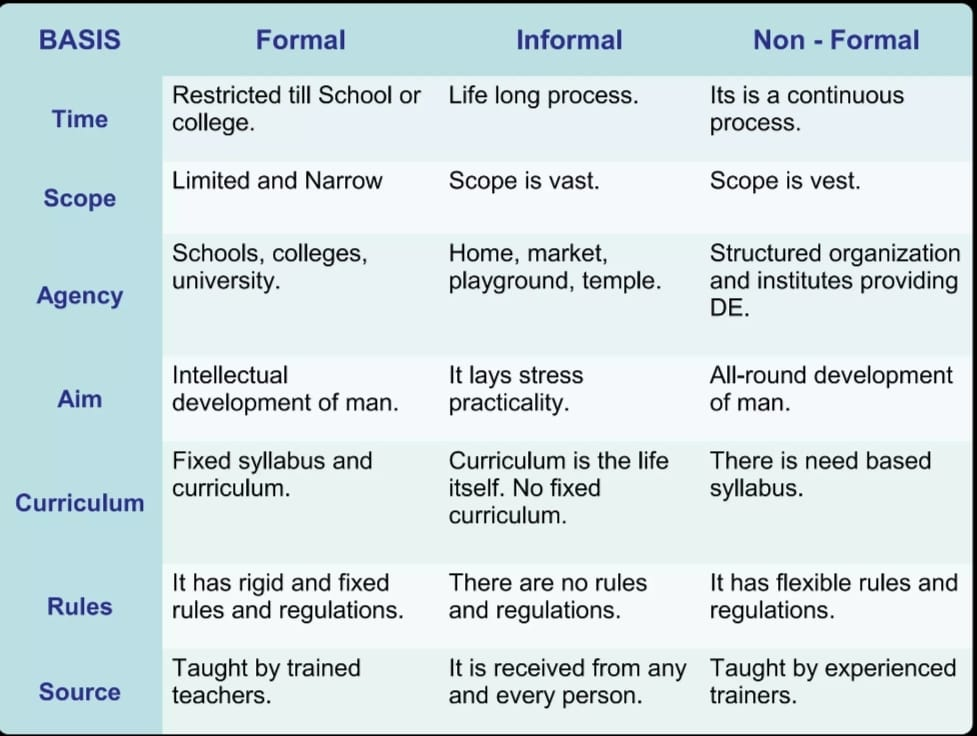 BASIS Formal Informal Non - Formal
Time
Restricted till School or
college.
Life long process.
Its is a continuous
process.
Scope
Limited and Narrow
Scope is vast.
Scope is vest.
Agency
Schools, colleges,
university.
Home, market,
playground, temple.
Structured organization
and institutes providing
DE.
Aim
Intellectual
development of man.
It lays stress
practicality.
All-round development
of man.
Curriculum
Fixed syllabus and
curriculum.
Curriculum is the life
itself. No fixed
curriculum.
There is need based
syllabus.
Rules
It has rigid and fixed
rules and regulations.
There are no rules
and regulations.
It has flexible rules and
regulations.
Source
Taught by trained
teachers.
It is received from any
and every person.
Taught by experienced
trainers.